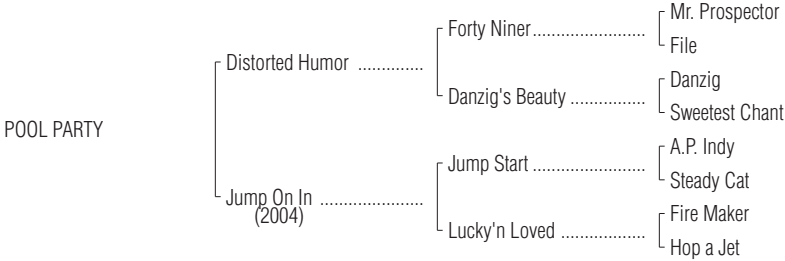 Mr. Prospector
Forty Niner.......................
File
Distorted Humor ..............
Danzig
Danzig's Beauty ................
Sweetest Chant
POOL PARTY
A.P. Indy
Jump Start ........................
Steady Cat
Jump On In ......................
(2004)
Fire Maker
Lucky'n Loved ..................
Hop a Jet